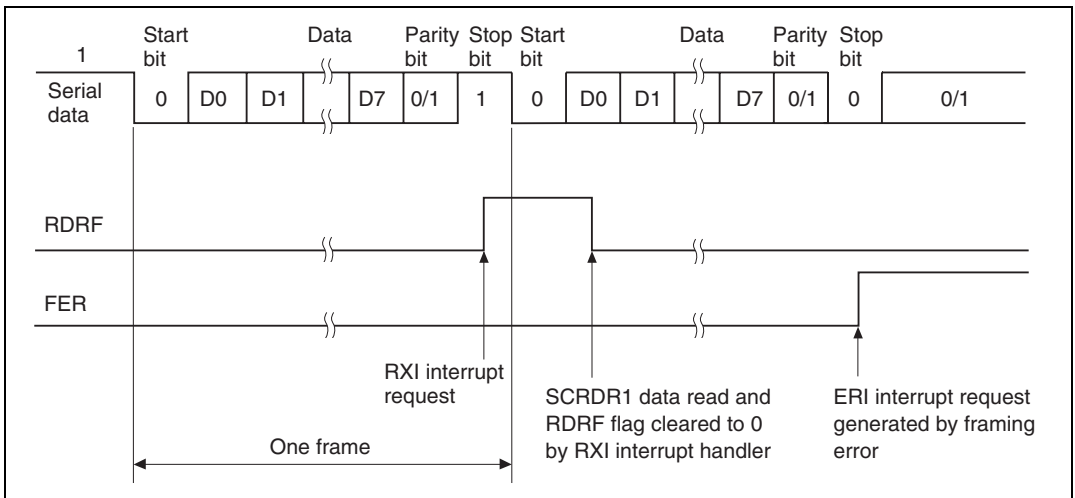 1
Start bit
Data
Parity bit
Stop bit
Start bit
Data
Parity bit
Stop bit
Serial data
0 D0 D1 D7 0/1 1 0 D0 D1 D7 0/1 0 0/1
RDRF
FER
RXI interrupt
request
SCRDR1 data read and
RDRF flag cleared to 0
by RXI interrupt handler
ERI interrupt request
generated by framing
error
One frame